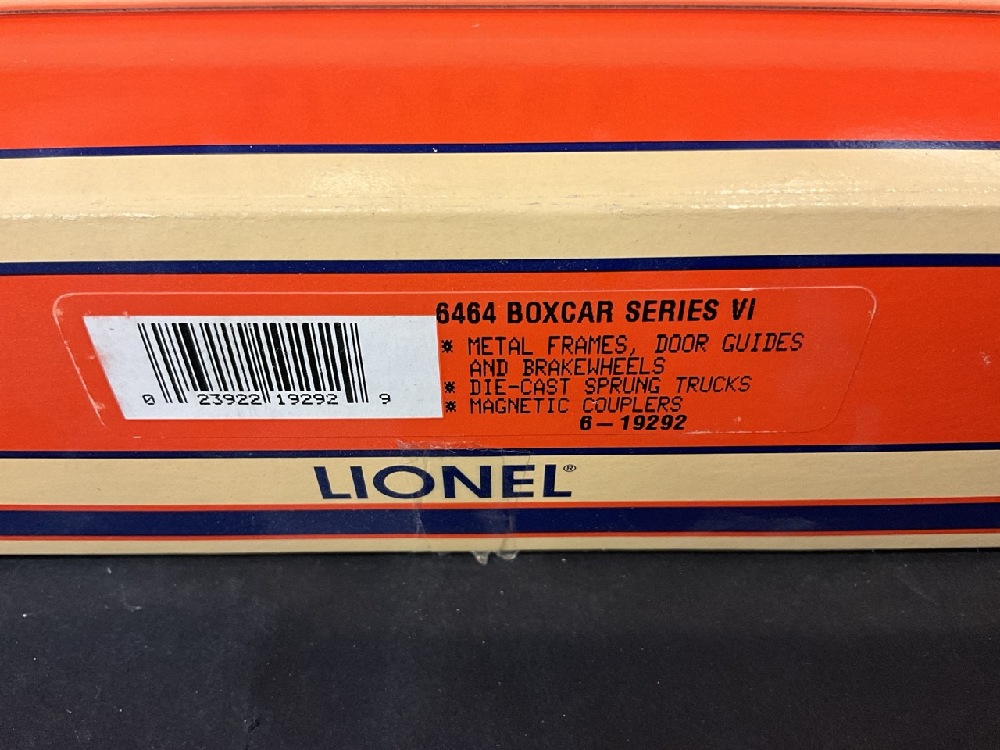 6464 BOXCAR SERIES VI
* METAL FRAMES, DOOR GUIDES
AND BRAKEWHEELS
* DIE-CAST SPRUNG TRUCKS
* MAGNETIC COUPLERS
6-19292
0 23922 19292 9
LIONEL®